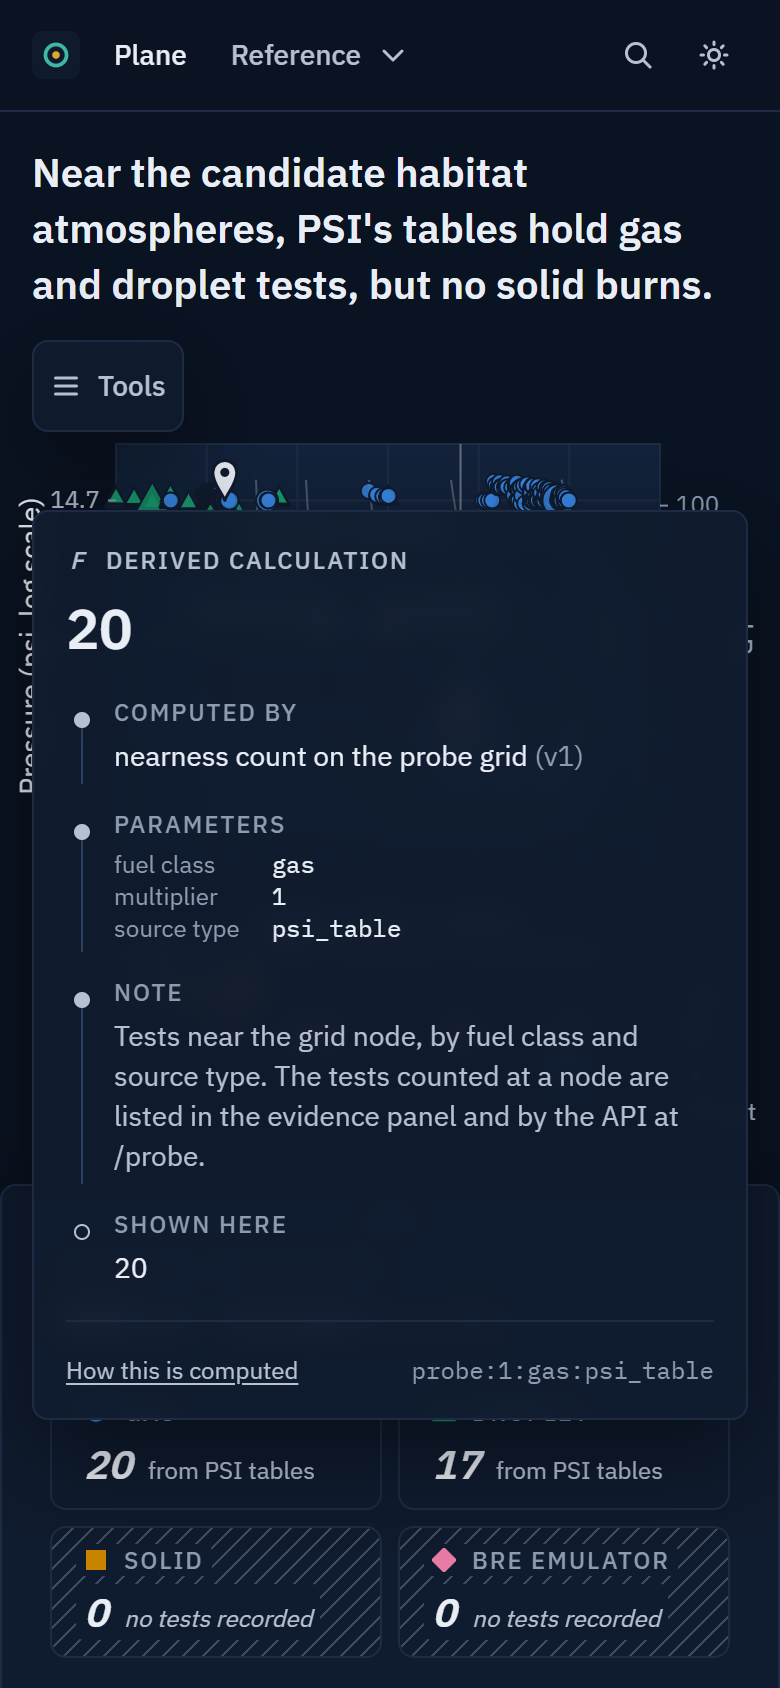 Plane Reference
Near the candidate habitat
atmospheres, PSI's tables hold gas
and droplet tests, but no solid burns.
Tools
14.7
100
Pressure (psi, log scale)
F DERIVED CALCULATION
20
COMPUTED BY
nearness count on the probe grid (v1)
PARAMETERS
fuel class gas
multiplier 1
source type psi_table
NOTE
Tests near the grid node, by fuel class and
source type. The tests counted at a node are
listed in the evidence panel and by the API at
/probe.
SHOWN HERE
20
How this is computed probe:1:gas:psi_table
20 from PSI tables
17 from PSI tables
SOLID
0 no tests recorded
BRE EMULATOR
0 no tests recorded